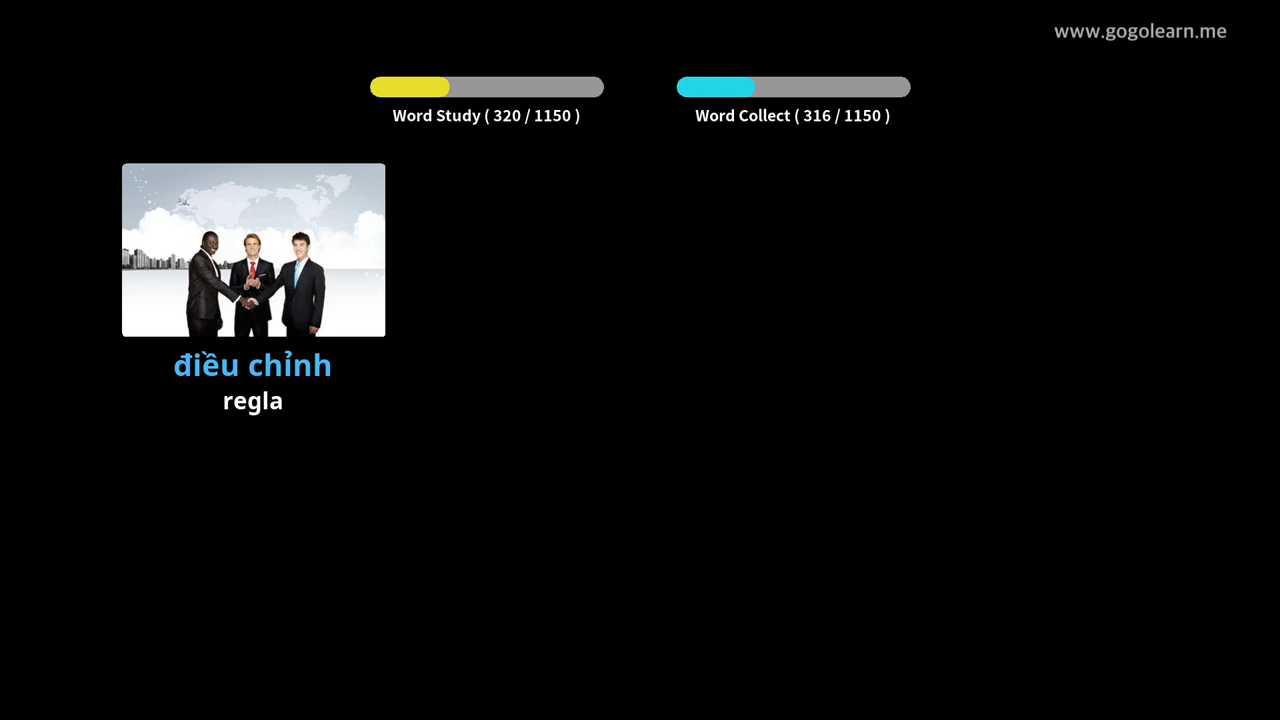 www.gogolearn.me
Word Study ( 320 / 1150 )
Word Collect ( 316 / 1150 )
điều chỉnh
regla